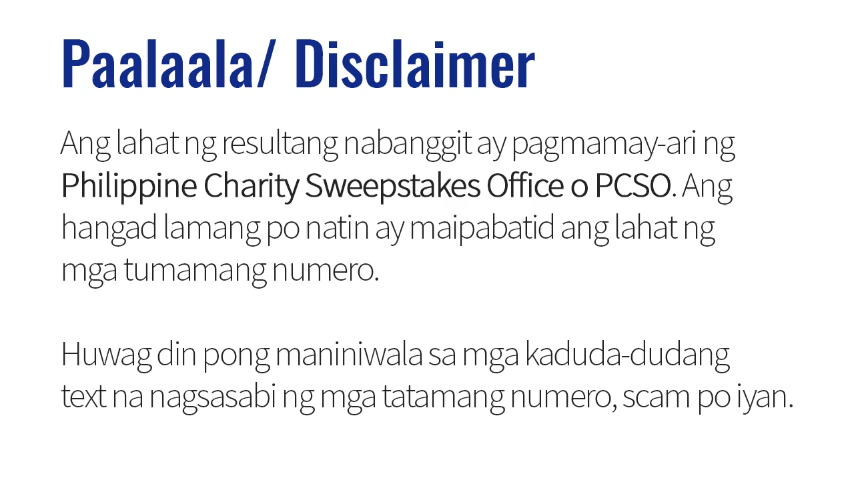 Paalaala/ Disclaimer
Ang lahat ng resultang nabanggit ay pagmamay-ari ng
Philippine Charity Sweepstakes Office o PCSO. Ang
hangad lamang po natin ay maipabatid ang lahat ng
mga tumamang numero.
Huwag din pong maniniwala sa mga kaduda-dudang
text na nagsasabi ng mga tatamang numero, scam po iyan.